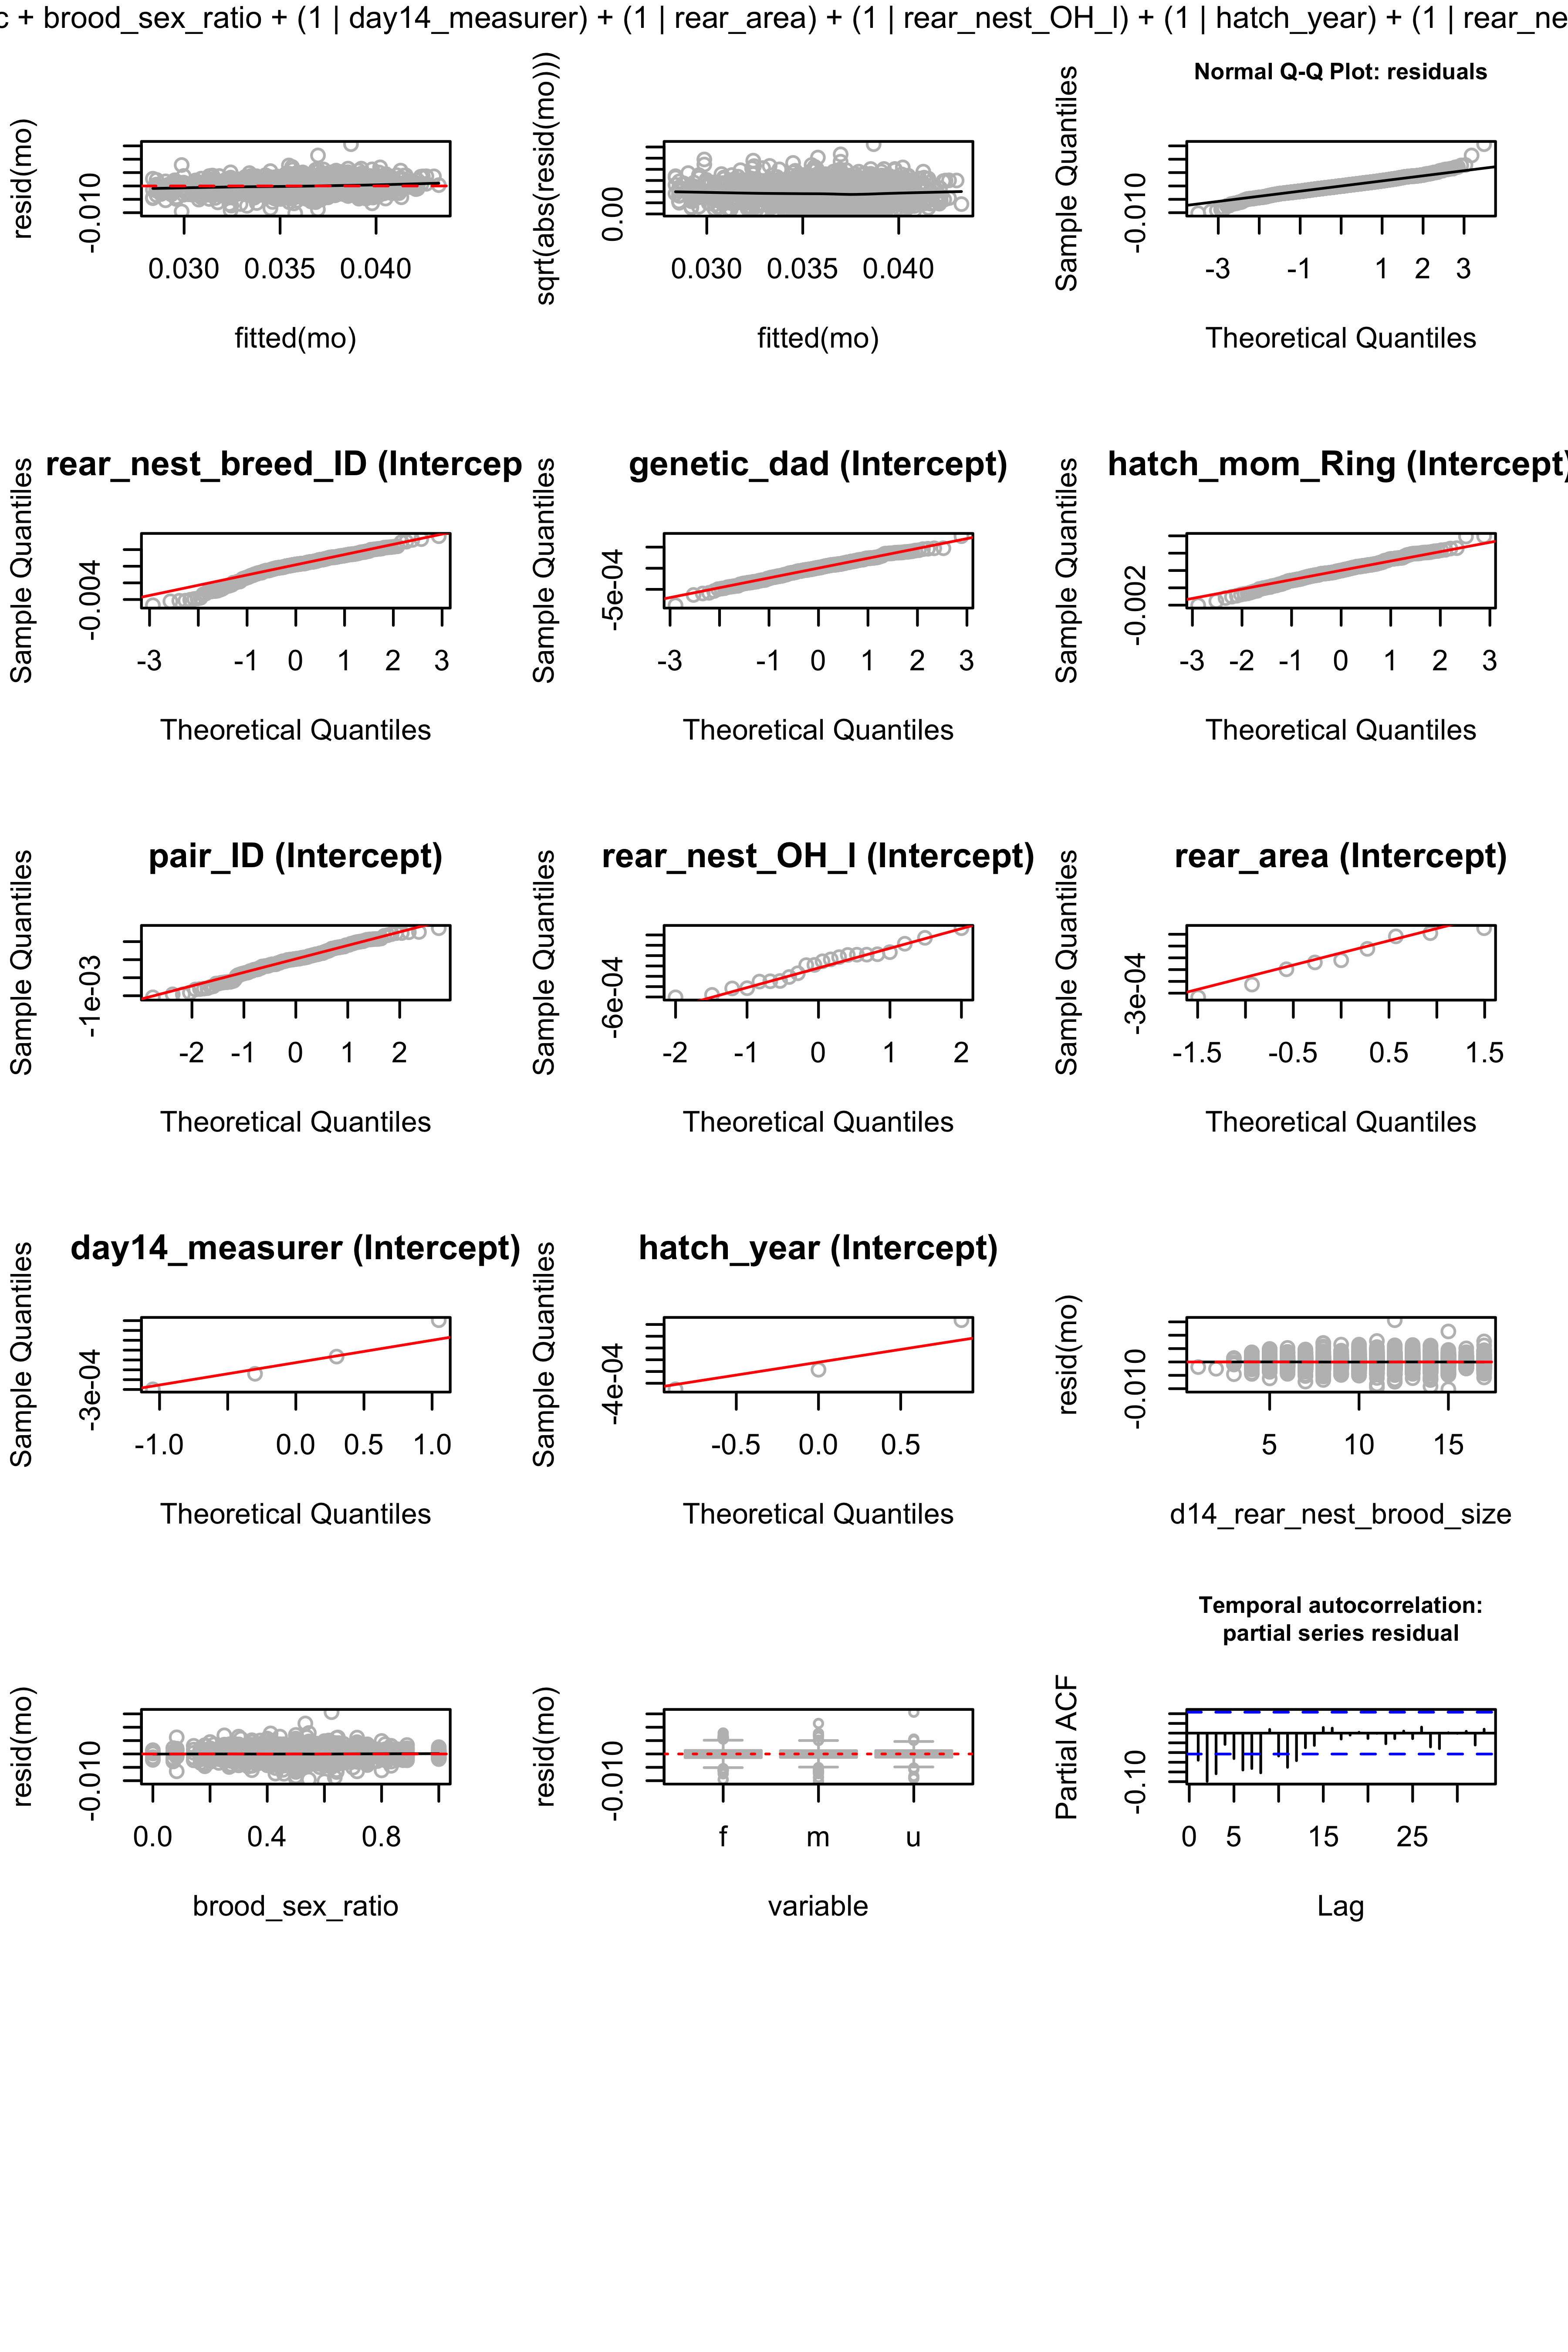 c + brood_sex_ratio + (1 | day14_measurer) + (1 | rear_area) + (1 | rear_nest_OH_l) + (1 | hatch_year) + (1 | rear_ne
resid(mo)
-0.010
0.030 0.035 0.040
fitted(mo)
sqrt(abs(resid(mo)))
0.00
0.030 0.035 0.040
fitted(mo)
Normal Q-Q Plot: residuals
Sample Quantiles
-0.010
-3 -1 1 2 3
Theoretical Quantiles
rear_nest_breed_ID (Intercep
Sample Quantiles
-0.004
-3 -1 0 1 2 3
Theoretical Quantiles
genetic_dad (Intercept)
Sample Quantiles
-5e-04
-3 -1 0 1 2 3
Theoretical Quantiles
hatch_mom_Ring (Intercept)
Sample Quantiles
-0.002
-3 -2 -1 0 1 2 3
Theoretical Quantiles
pair_ID (Intercept)
Sample Quantiles
-1e-03
-2 -1 0 1 2
Theoretical Quantiles
rear_nest_OH_l (Intercept)
Sample Quantiles
-6e-04
-2 -1 0 1 2
Theoretical Quantiles
rear_area (Intercept)
Sample Quantiles
-3e-04
-1.5 -0.5 0.5 1.5
Theoretical Quantiles
day14_measurer (Intercept)
Sample Quantiles
-3e-04
-1.0 0.0 0.5 1.0
Theoretical Quantiles
hatch_year (Intercept)
Sample Quantiles
-4e-04
-0.5 0.0 0.5
Theoretical Quantiles
resid(mo)
-0.010
5 10 15
d14_rear_nest_brood_size
resid(mo)
-0.010
0.0 0.4 0.8
brood_sex_ratio
resid(mo)
-0.010
f m u
variable
Temporal autocorrelation:
partial series residual
Partial ACF
-0.10
0 5 15 25
Lag